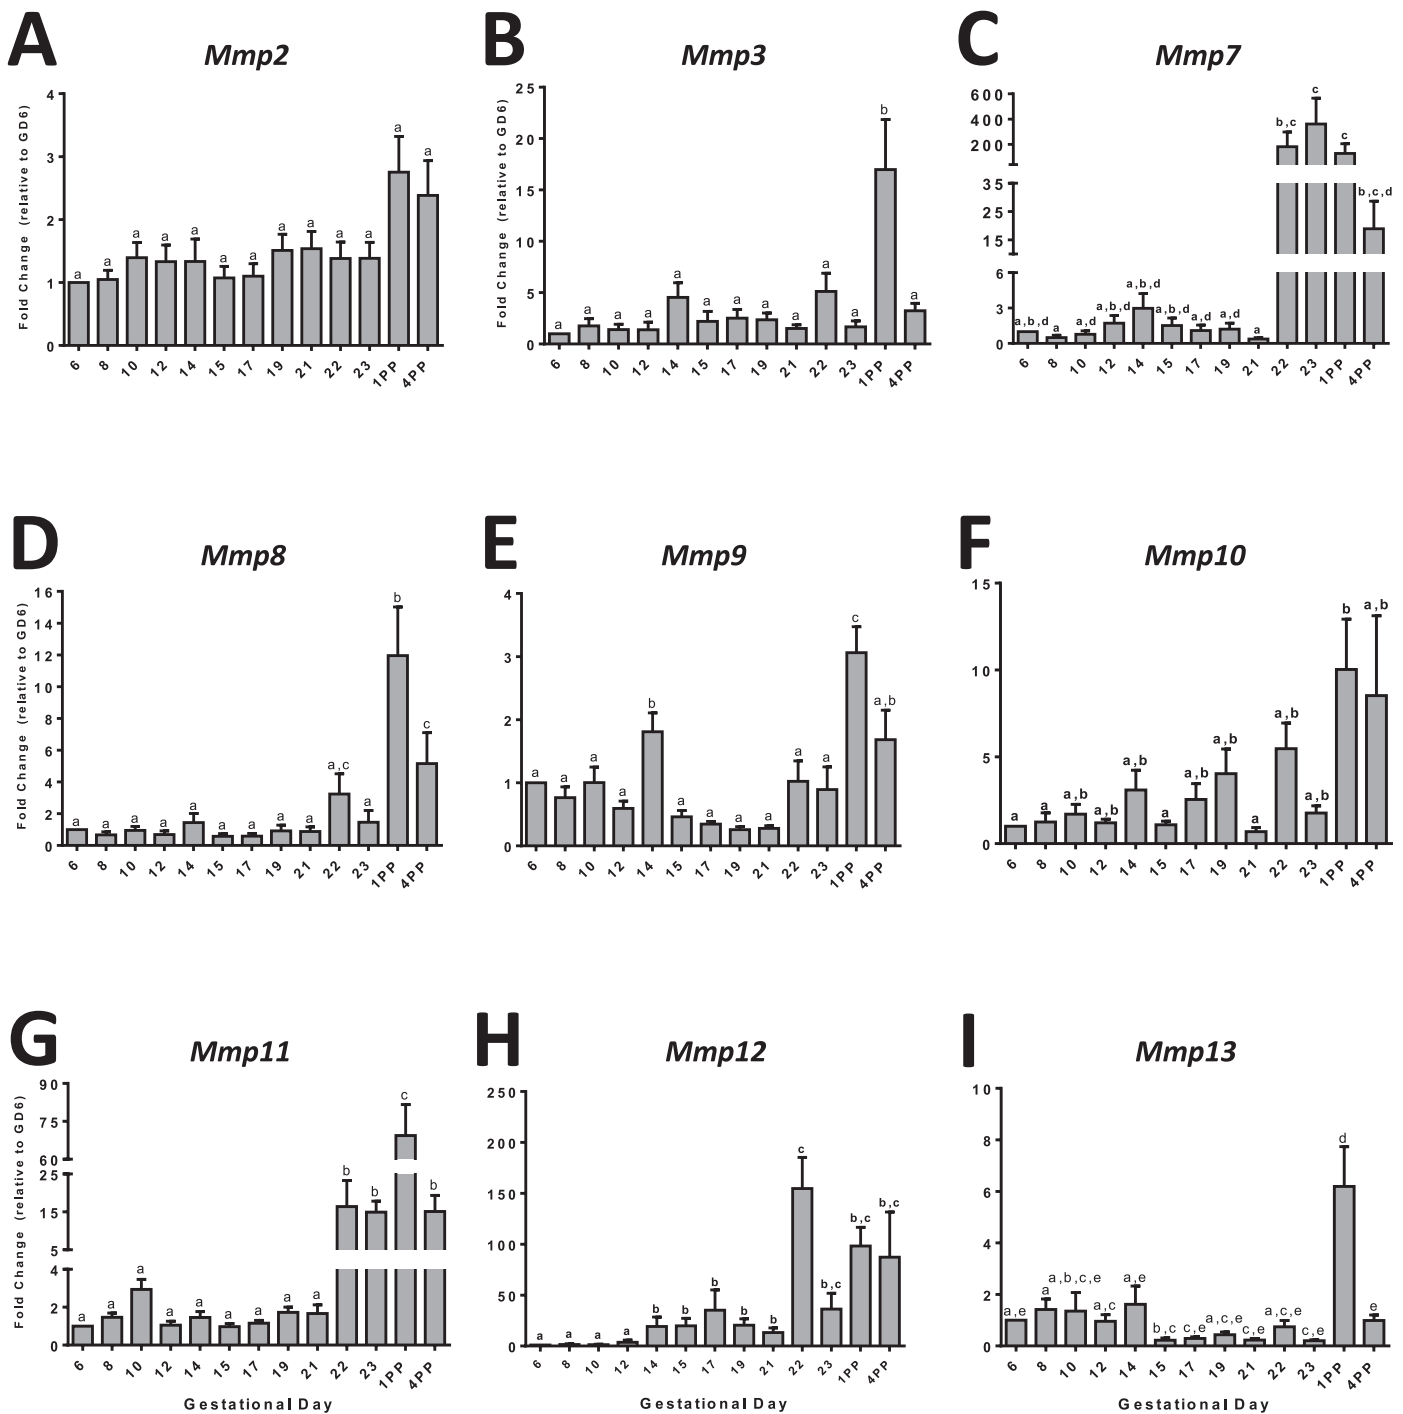 A
Mmp2
Fold Change (relative to GD6)
4
3
2
1
0
a a a a a a a a a a a a a
6 8 10 12 14 15 17 19 21 22 23 1PP 4PP
B
Mmp3
Fold Change (relative to GD6)
25
20
15
10
5
0
a a a a a a a a a a a b a
6 8 10 12 14 15 17 19 21 22 23 1PP 4PP
C
Mmp7
600
400
200
35
25
15
6
3
0
a,b,d a a,d a,b,d a,b,d a,b,d a,d a,d a b,c c c b,c,d
6 8 10 12 14 15 17 19 21 22 23 1PP 4PP
D
Mmp8
Fold Change (relative to GD6)
16
14
12
10
8
6
4
2
0
a a a a a a a a a a,c a b c
6 8 10 12 14 15 17 19 21 22 23 1PP 4PP
E
Mmp9
4
3
2
1
0
a a a a b a a a a a a c a,b
6 8 10 12 14 15 17 19 21 22 23 1PP 4PP
F
Mmp10
15
10
5
0
a a a,b a,b a,b a a,b a,b a a,b a,b b a,b
6 8 10 12 14 15 17 19 21 22 23 1PP 4PP
G
Mmp11
Fold Change (relative to GD6)
90
75
60
25
15
5
4
2
0
a a a a a a a a a b b c b
6 8 10 12 14 15 17 19 21 22 23 1PP 4PP
Gestational Day
H
Mmp12
250
200
150
100
50
0
a a a a b b b b b c b,c b,c b,c
6 8 10 12 14 15 17 19 21 22 23 1PP 4PP
Gestational Day
I
Mmp13
10
8
6
4
2
0
a,e a a,b,c,e a,c a,e b,c c,e a,c,e c,e a,c,e c,e d e
6 8 10 12 14 15 17 19 21 22 23 1PP 4PP
Gestational Day